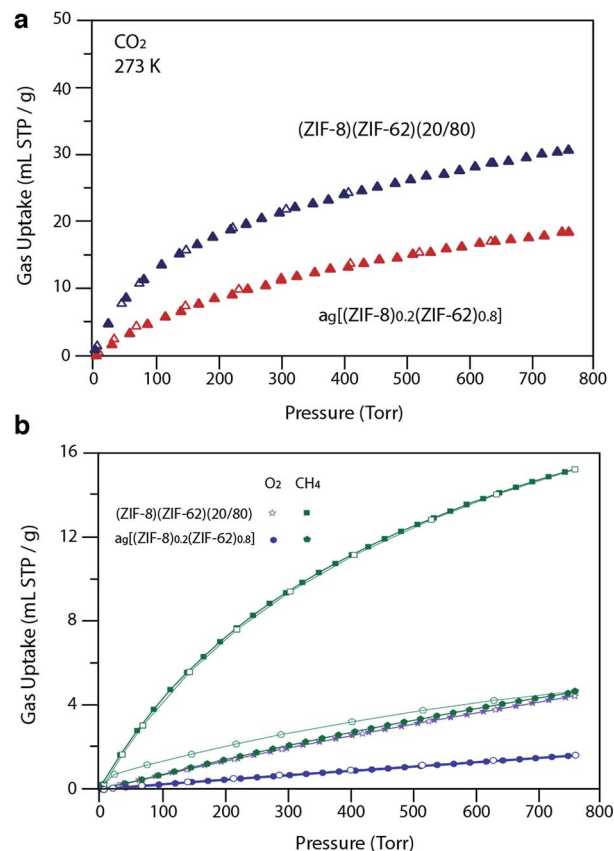 a
50
CO₂
273 K
40
(ZIF-8)(ZIF-62)(20/80)
30
20
10
ag[(ZIF-8)0.2(ZIF-62)0.8]
0
Gas Uptake (mL STP / g)
0 100 200 300 400 500 600 700 800
Pressure (Torr)
b
16
O₂ CH₄
(ZIF-8)(ZIF-62)(20/80)
ag[(ZIF-8)0.2(ZIF-62)0.8]
12
8
4
0
Gas Uptake (mL STP / g)
0 100 200 300 400 500 600 700 800
Pressure (Torr)